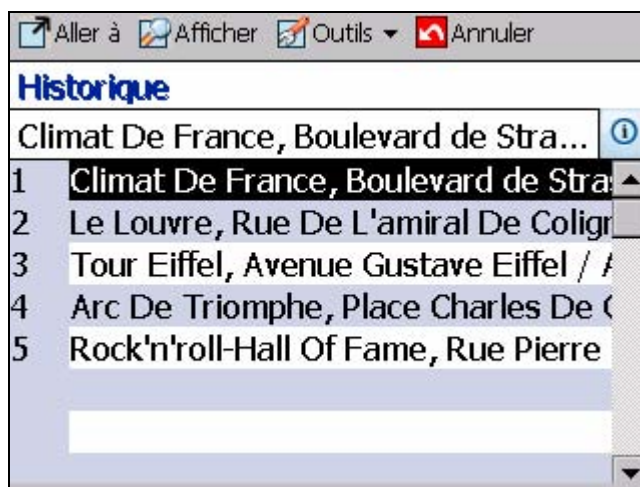 Aller à Afficher Outils Annuler
Historique
Climat De France, Boulevard de Stra...
1 Climat De France, Boulevard de Stras
2 Le Louvre, Rue De L'amiral De Colign
3 Tour Eiffel, Avenue Gustave Eiffel / A
4 Arc De Triomphe, Place Charles De G
5 Rock'n'roll-Hall Of Fame, Rue Pierre